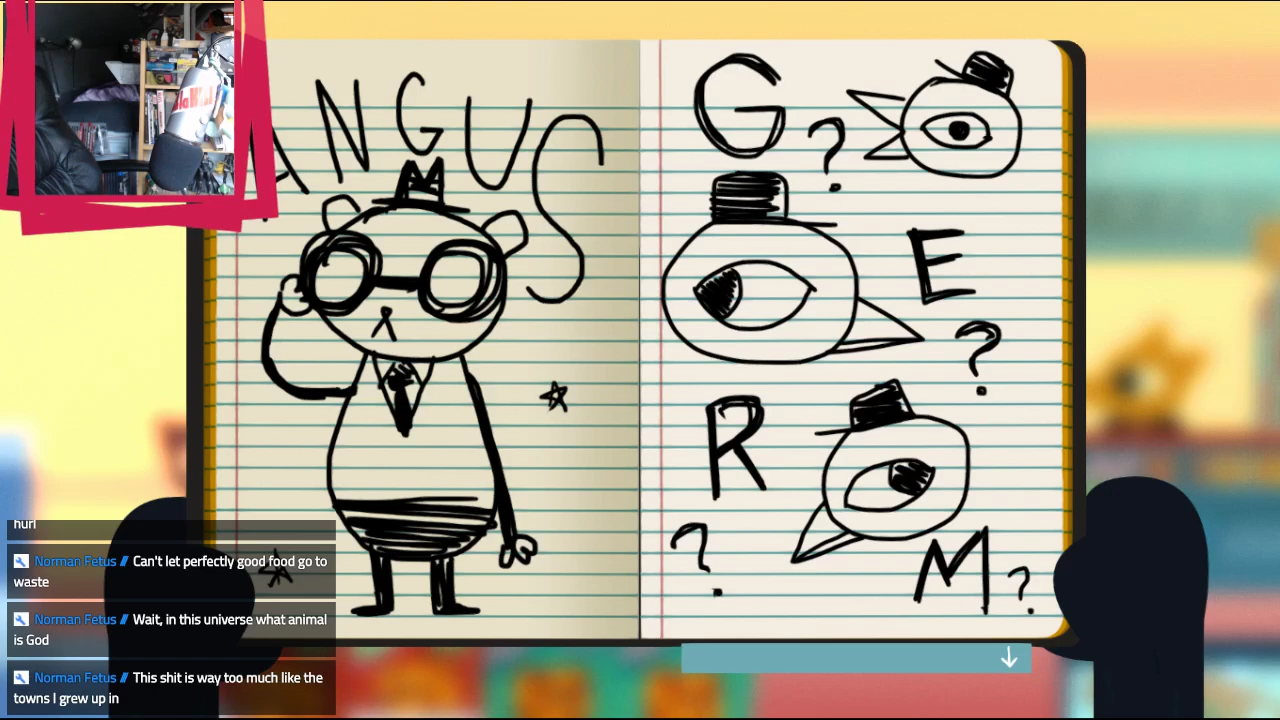 ANGUS
G
?
E
?
R
?
M
?
hurl
Norman Fetus // Can't let perfectly good food go to
waste
Norman Fetus // Wait, in this universe what animal
is God
Norman Fetus // This shit is way too much like the
towns I grew up in